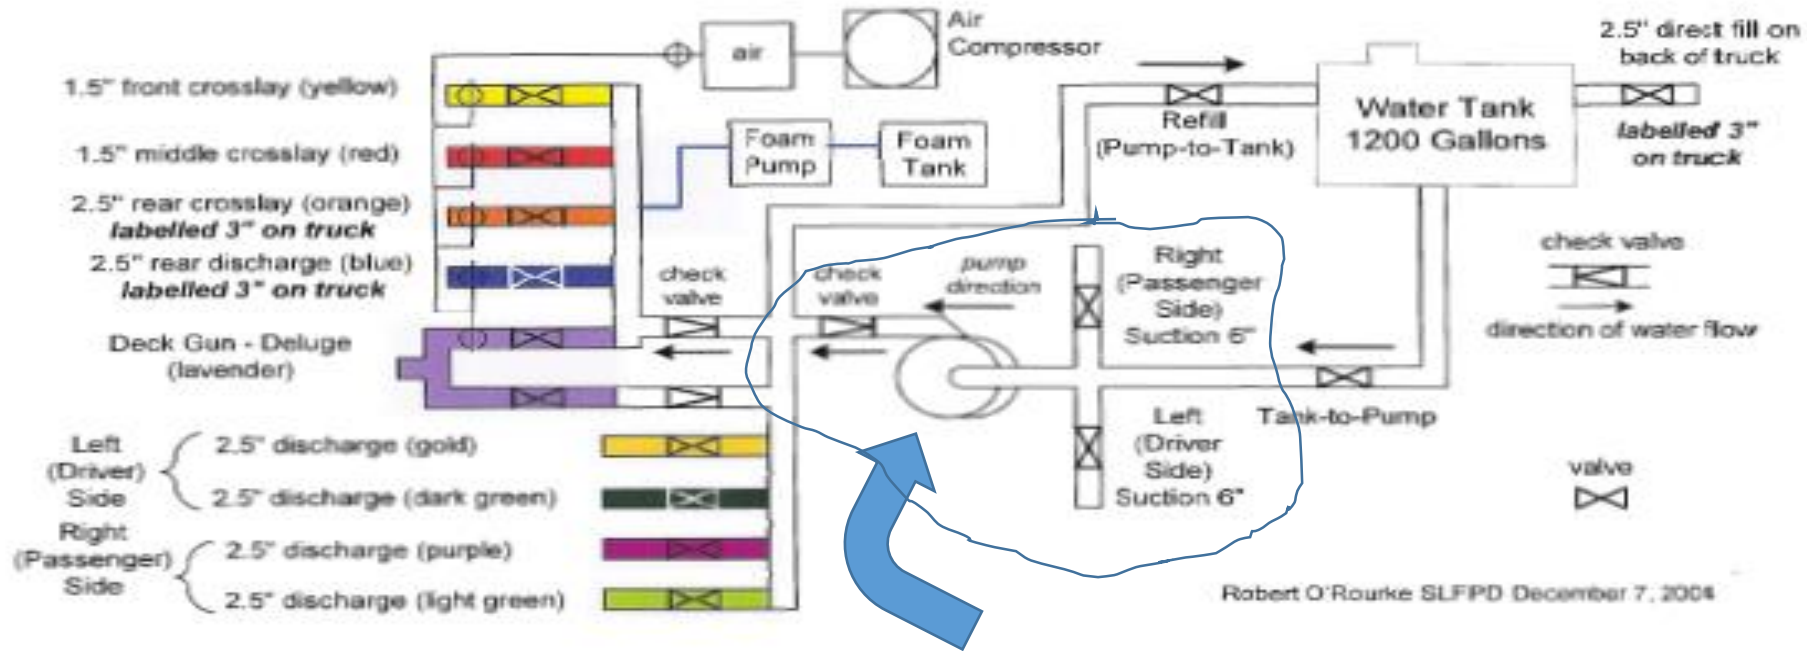 Air
Compressor
air
2.5" direct fill on
back of truck
1.5" front crosslay (yellow)
Water Tank
1200 Gallons
Refill
(Pump-to-Tank)
labelled 3"
on truck
Foam
Pump
Foam
Tank
1.5" middle crosslay (red)
2.5" rear crosslay (orange)
labelled 3" on truck
2.5" rear discharge (blue)
labelled 3" on truck
check
valve
check
valve
pump
direction
Right
(Passenger
Side)
Suction 6"
check valve
direction of water flow
Deck Gun - Deluge
(lavender)
Left
(Driver
Side)
Suction 6"
Tank-to-Pump
Left
(Driver)
Side
2.5" discharge (gold)
2.5" discharge (dark green)
valve
Right
(Passenger)
Side
2.5" discharge (purple)
2.5" discharge (light green)
Robert O'Rourke SLFPD December 7,